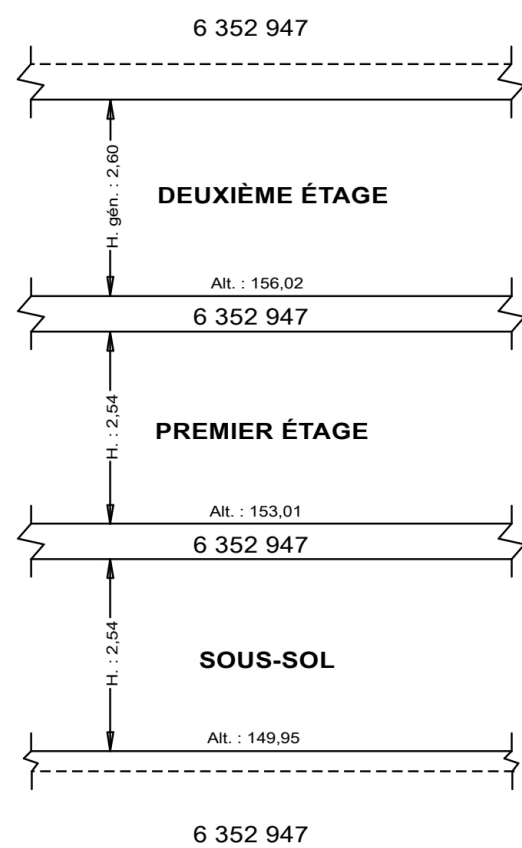 6 352 947
H. gén. : 2,60
DEUXIÈME ÉTAGE
Alt. : 156,02
6 352 947
H. : 2,54
PREMIER ÉTAGE
Alt. : 153,01
6 352 947
H. : 2,54
SOUS-SOL
Alt. : 149,95
6 352 947